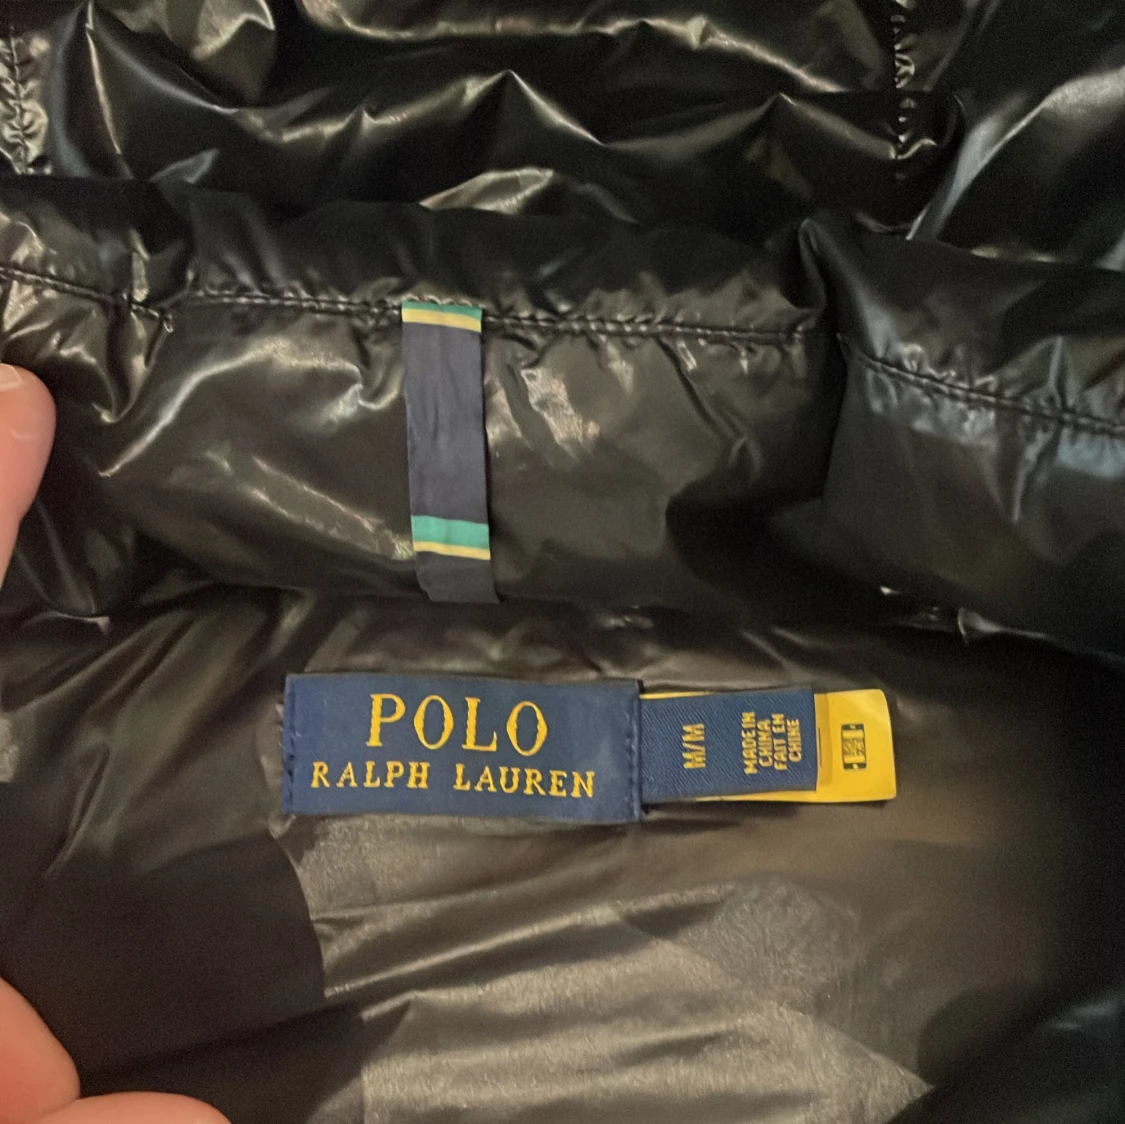 POLO
RALPH LAUREN
M/M
MADE IN
CHINA
FAIT EN
CHINE